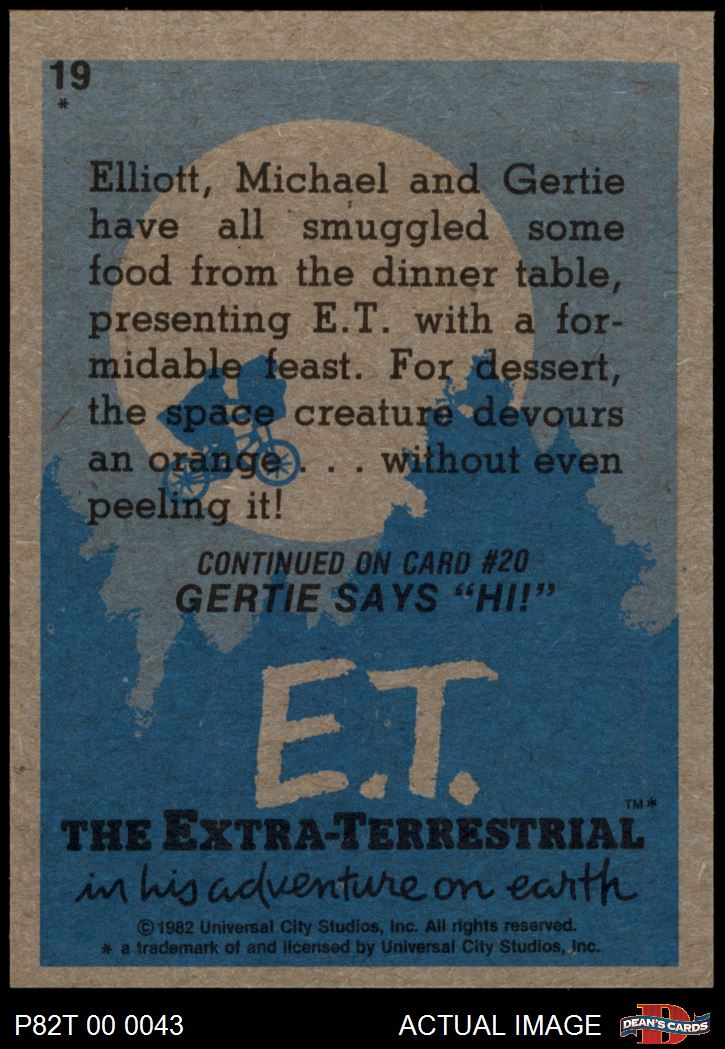 19
*
Elliott, Michael and Gertie
have all smuggled some
food from the dinner table,
presenting E.T. with a for-
midable feast. For dessert,
the space creature devours
an orange . . . without even
peeling it!
CONTINUED ON CARD #20
GERTIE SAYS “HI!”
E.T.
TM*
THE EXTRA-TERRESTRIAL
in his adventure on earth
©1982 Universal City Studios, Inc. All rights reserved.
* a trademark of and licensed by Universal City Studios, Inc.
P82T 00 0043
ACTUAL IMAGE
D
DEAN'S CARDS